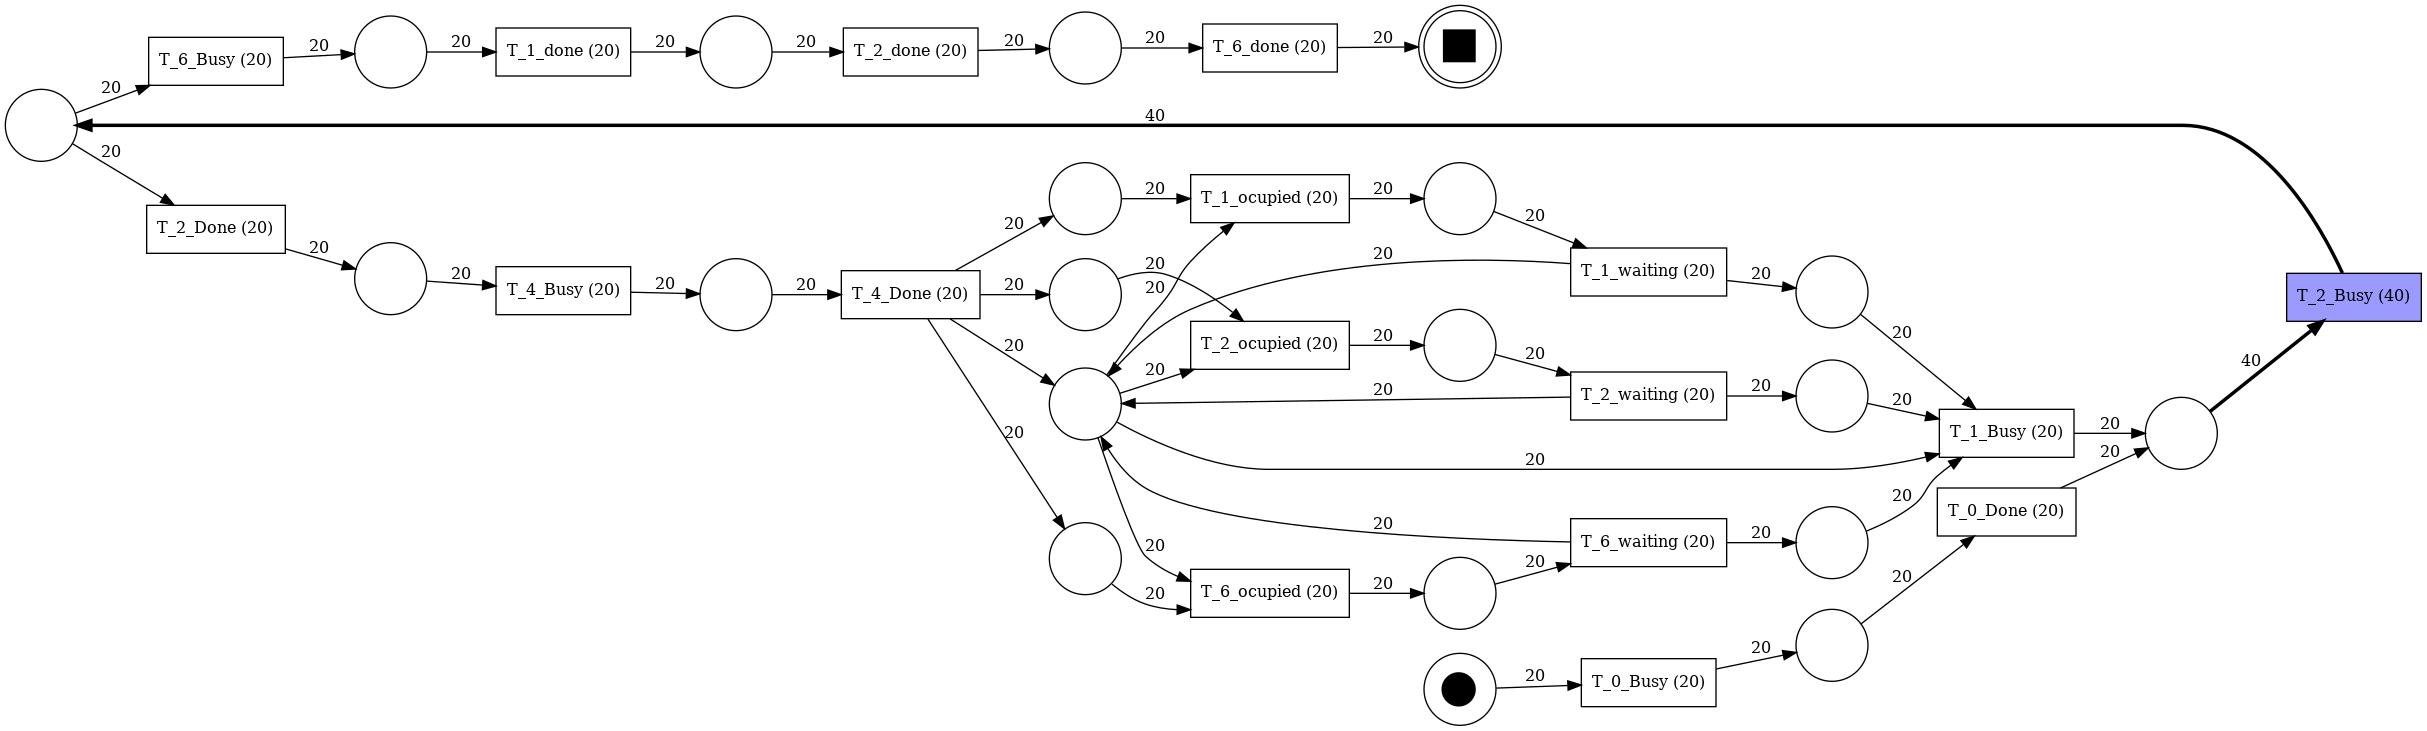 20
T_6_Busy (20)
20
20
T_1_done (20)
20
20
T_2_done (20)
20
20
T_6_done (20)
20
40
20
T_2_Done (20)
20
20
T_4_Busy (20)
20
20
T_4_Done (20)
20
20
20
20
20
T_1_ocupied (20)
20
20
20
20
20
T_1_waiting (20)
20
20
T_2_ocupied (20)
20
20
20
20
T_2_waiting (20)
20
20
20
T_1_Busy (20)
20
20
T_6_waiting (20)
20
20
20
20
T_6_ocupied (20)
20
20
20
T_0_Busy (20)
20
20
T_0_Done (20)
20
40
T_2_Busy (40)